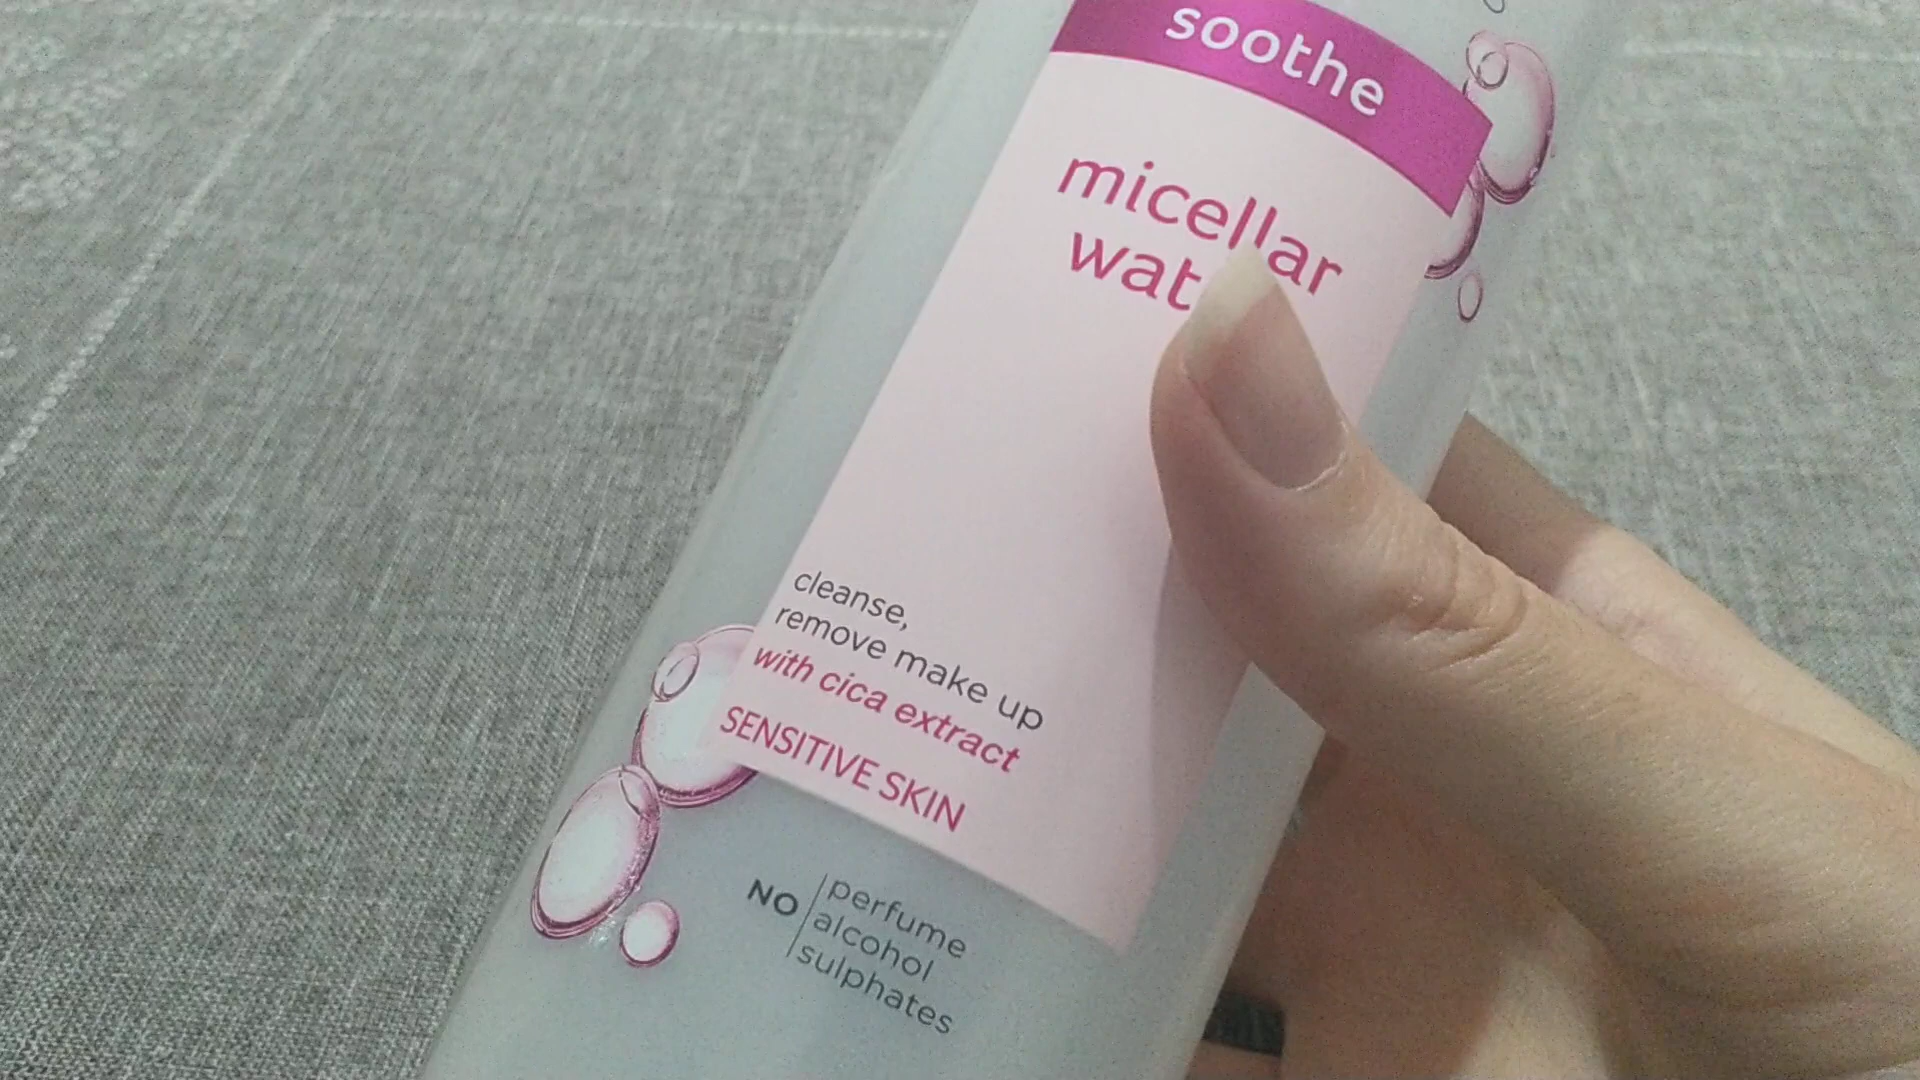 soothe
micellar
wat
cleanse,
remove make up
with cica extract
SENSITIVE SKIN
NO
perfume
alcohol
sulphates